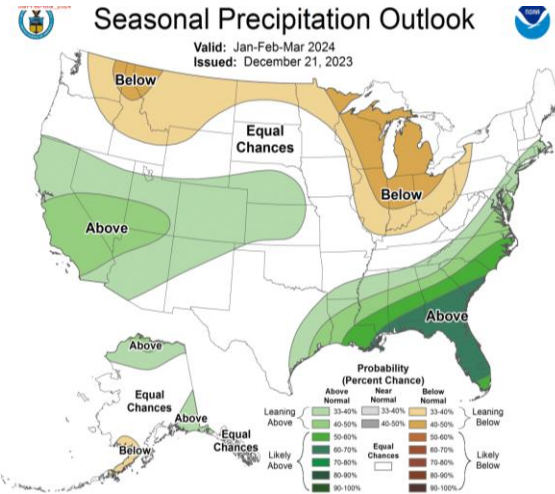 Seasonal Precipitation Outlook
Valid: Jan-Feb-Mar 2024
Issued: December 21, 2023
NOAA
Below
Equal
Chances
Below
Above
Above
Above
Equal
Chances
Above
Equal
Chances
Below
Probability
(Percent Chance)
Above Normal
Near Normal
Below Normal
Leaning Above
33-40% 33-40% 33-40%
40-50% 40-50% 40-50%
Leaning Below
Likely Above
50-60% 50-60%
60-70% 60-70%
70-80% 70-80%
80-90% 80-90%
90-100% 90-100%
Equal Chances
Likely Below